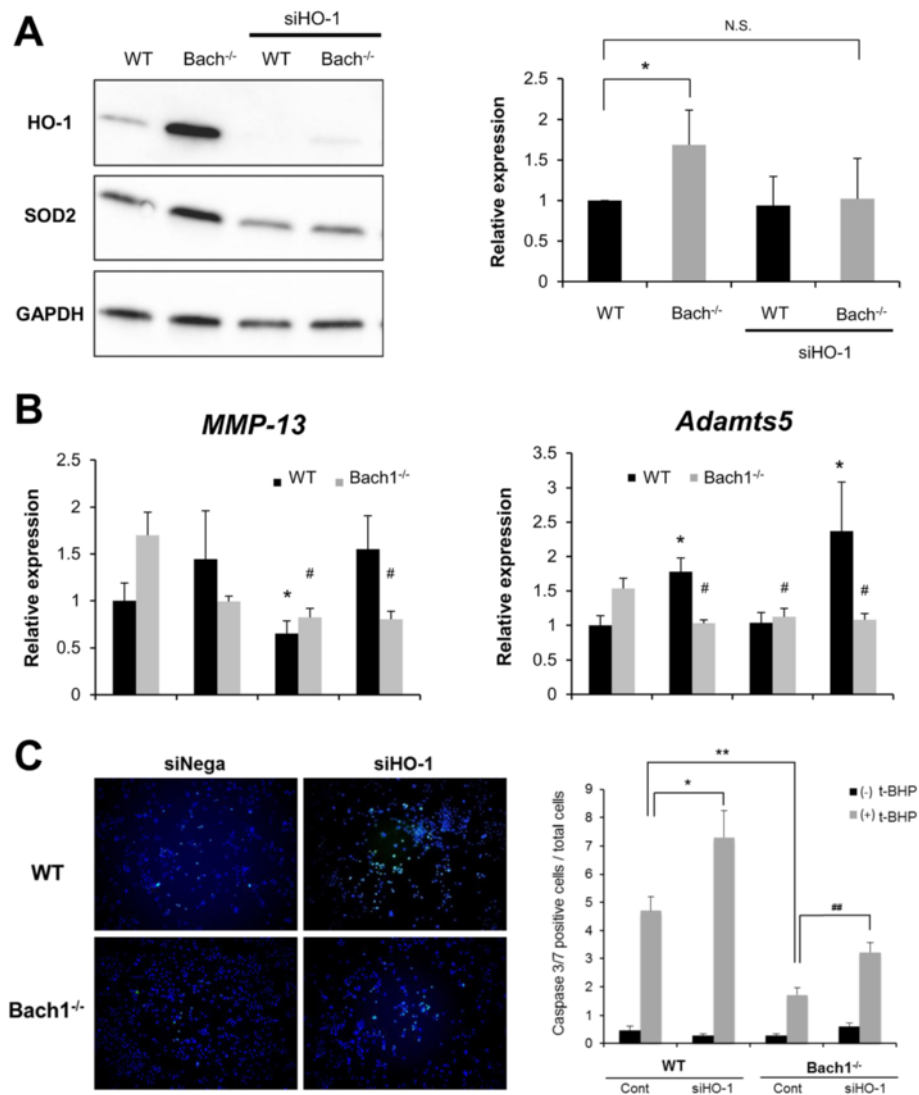 A
siHO-1
WT Bach-/- WT Bach-/-
HO-1
SOD2
GAPDH
N.S.
*
Relative expression
2.5
2
1.5
1
0.5
0
WT Bach-/- WT Bach-/-
siHO-1
B
MMP-13
WT Bach1-/-
Relative expression
2.5
2
1.5
1
0.5
0
* # #
Adamts5
WT Bach1-/-
Relative expression
3.5
3
2.5
2
1.5
1
0.5
0
* # # * #
C
siNega siHO-1
WT
Bach1-/-
**
*
##
(-) t-BHP
(+) t-BHP
Caspase 3/7 positive cells / total cells
9
8
7
6
5
4
3
2
1
0
WT Bach1-/-
Cont siHO-1 Cont siHO-1